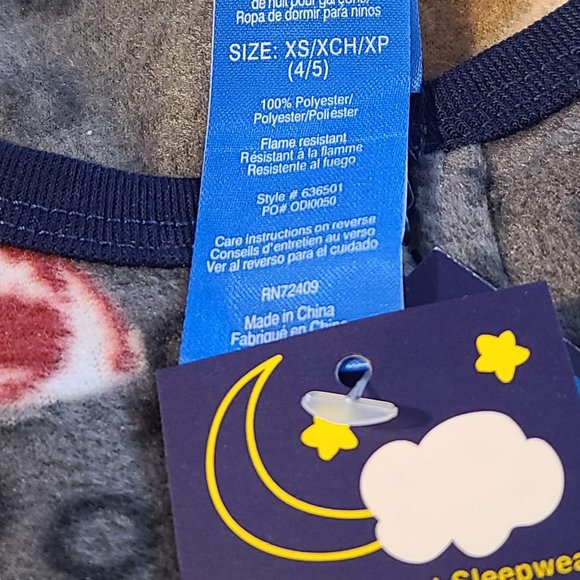 de nuit pour garçons/
Ropa de dormir para ninos
SIZE: XS/XCH/XP
(4/5)
100% Polyester/
Polyester/Poliéster
Flame resistant
Résistant à la flamme
Resistente al fuego
Style # 636501
PO# ODI0050
Care instructions on reverse
Conseils d'entretien au verso
Ver al reverso para el cuidado
RN72409
Made in China
Fabriqué en Chine
Sleepwea